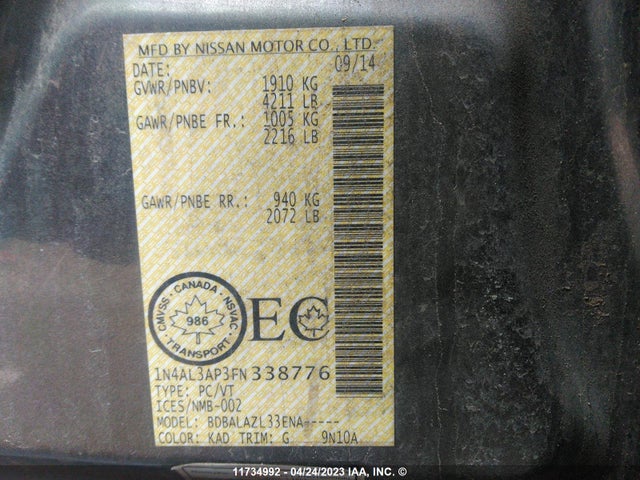 MFD BY NISSAN MOTOR CO., LTD.
DATE: 09/14
GVWR/PNBV: 1910 KG
4211 LB
GAWR/PNBE FR.: 1005 KG
2216 LB
GAWR/PNBE RR.: 940 KG
2072 LB
CMVSS · CANADA · NSVAC
986
TRANSPORT
EC
1N4AL3AP3FN338776
TYPE: PC/VT
ICES/NMB-002
MODEL: BDBALAZL33ENA-----
COLOR: KAD TRIM: G 9N10A
11734992 - 04/24/2023 IAA, INC. ©